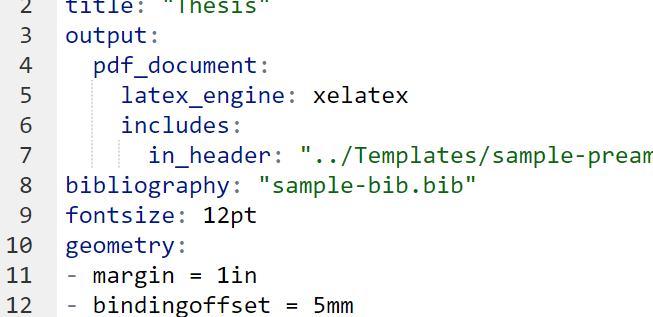 2 title: "Thesis"
3 output:
4 pdf_document:
5 latex_engine: xelatex
6 includes:
7 in_header: "../Templates/sample-pream
8 bibliography: "sample-bib.bib"
9 fontsize: 12pt
10 geometry:
11 - margin = 1in
12 - bindingoffset = 5mm